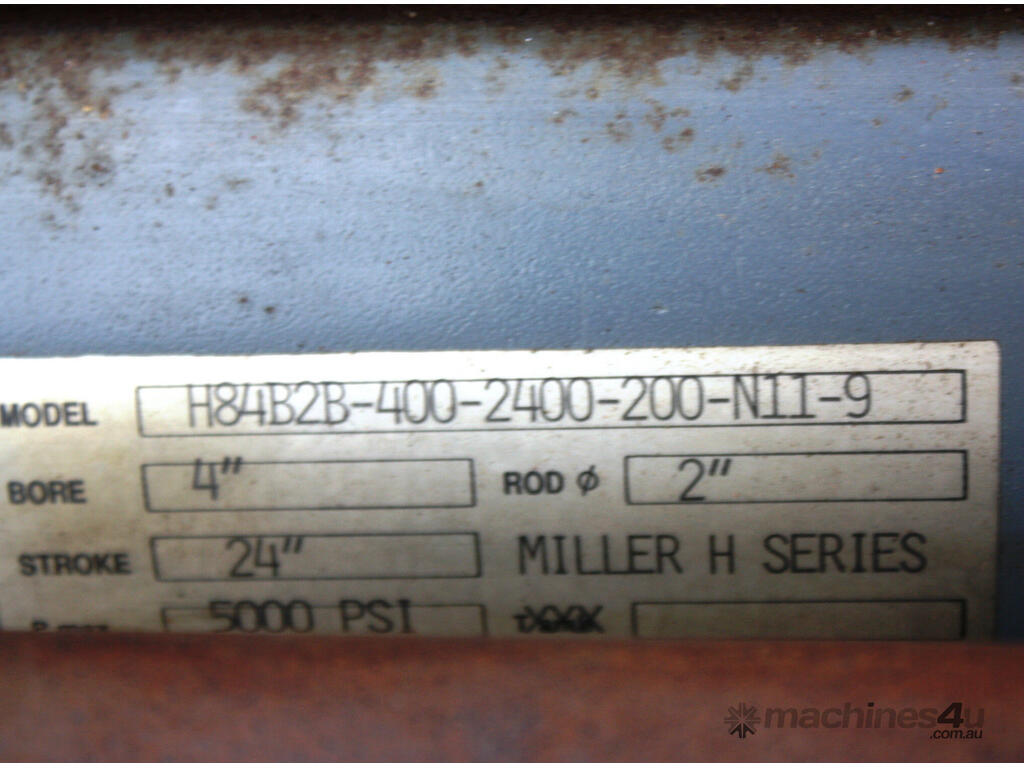 MODEL H84B2B-400-2400-200-N11-9
BORE 4" ROD φ 2"
STROKE 24" MILLER H SERIES
5000 PSI
machines4u
.com.au